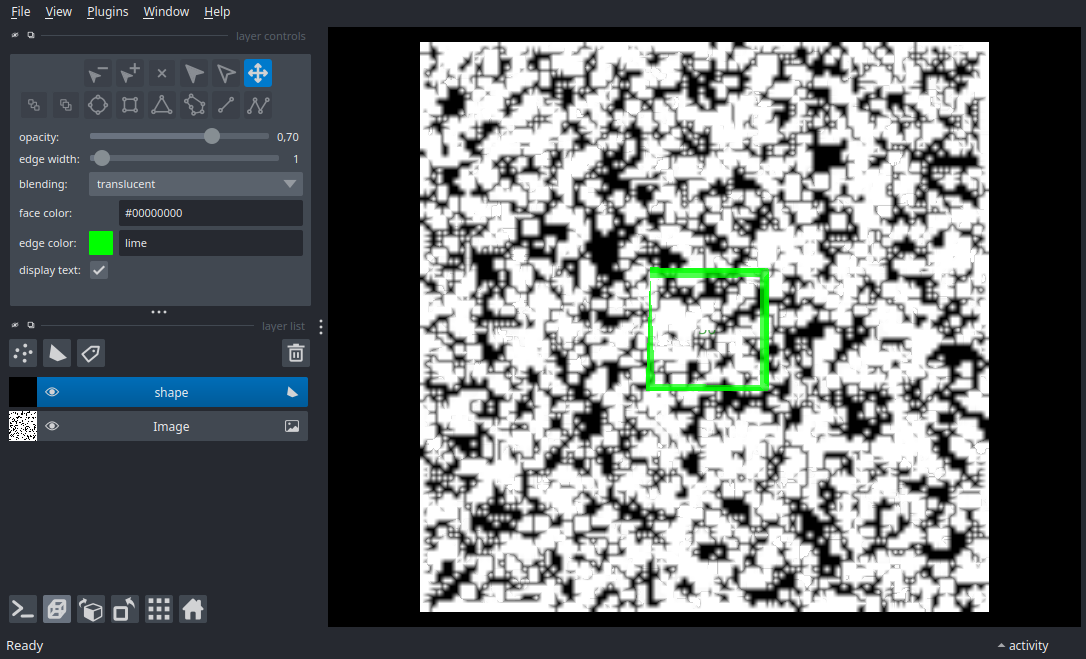 File View Plugins Window Help
layer controls
opacity: 0,70
edge width: 1
blending: translucent
face color: #00000000
edge color: lime
display text:
layer list
shape
Image
Ready
activity